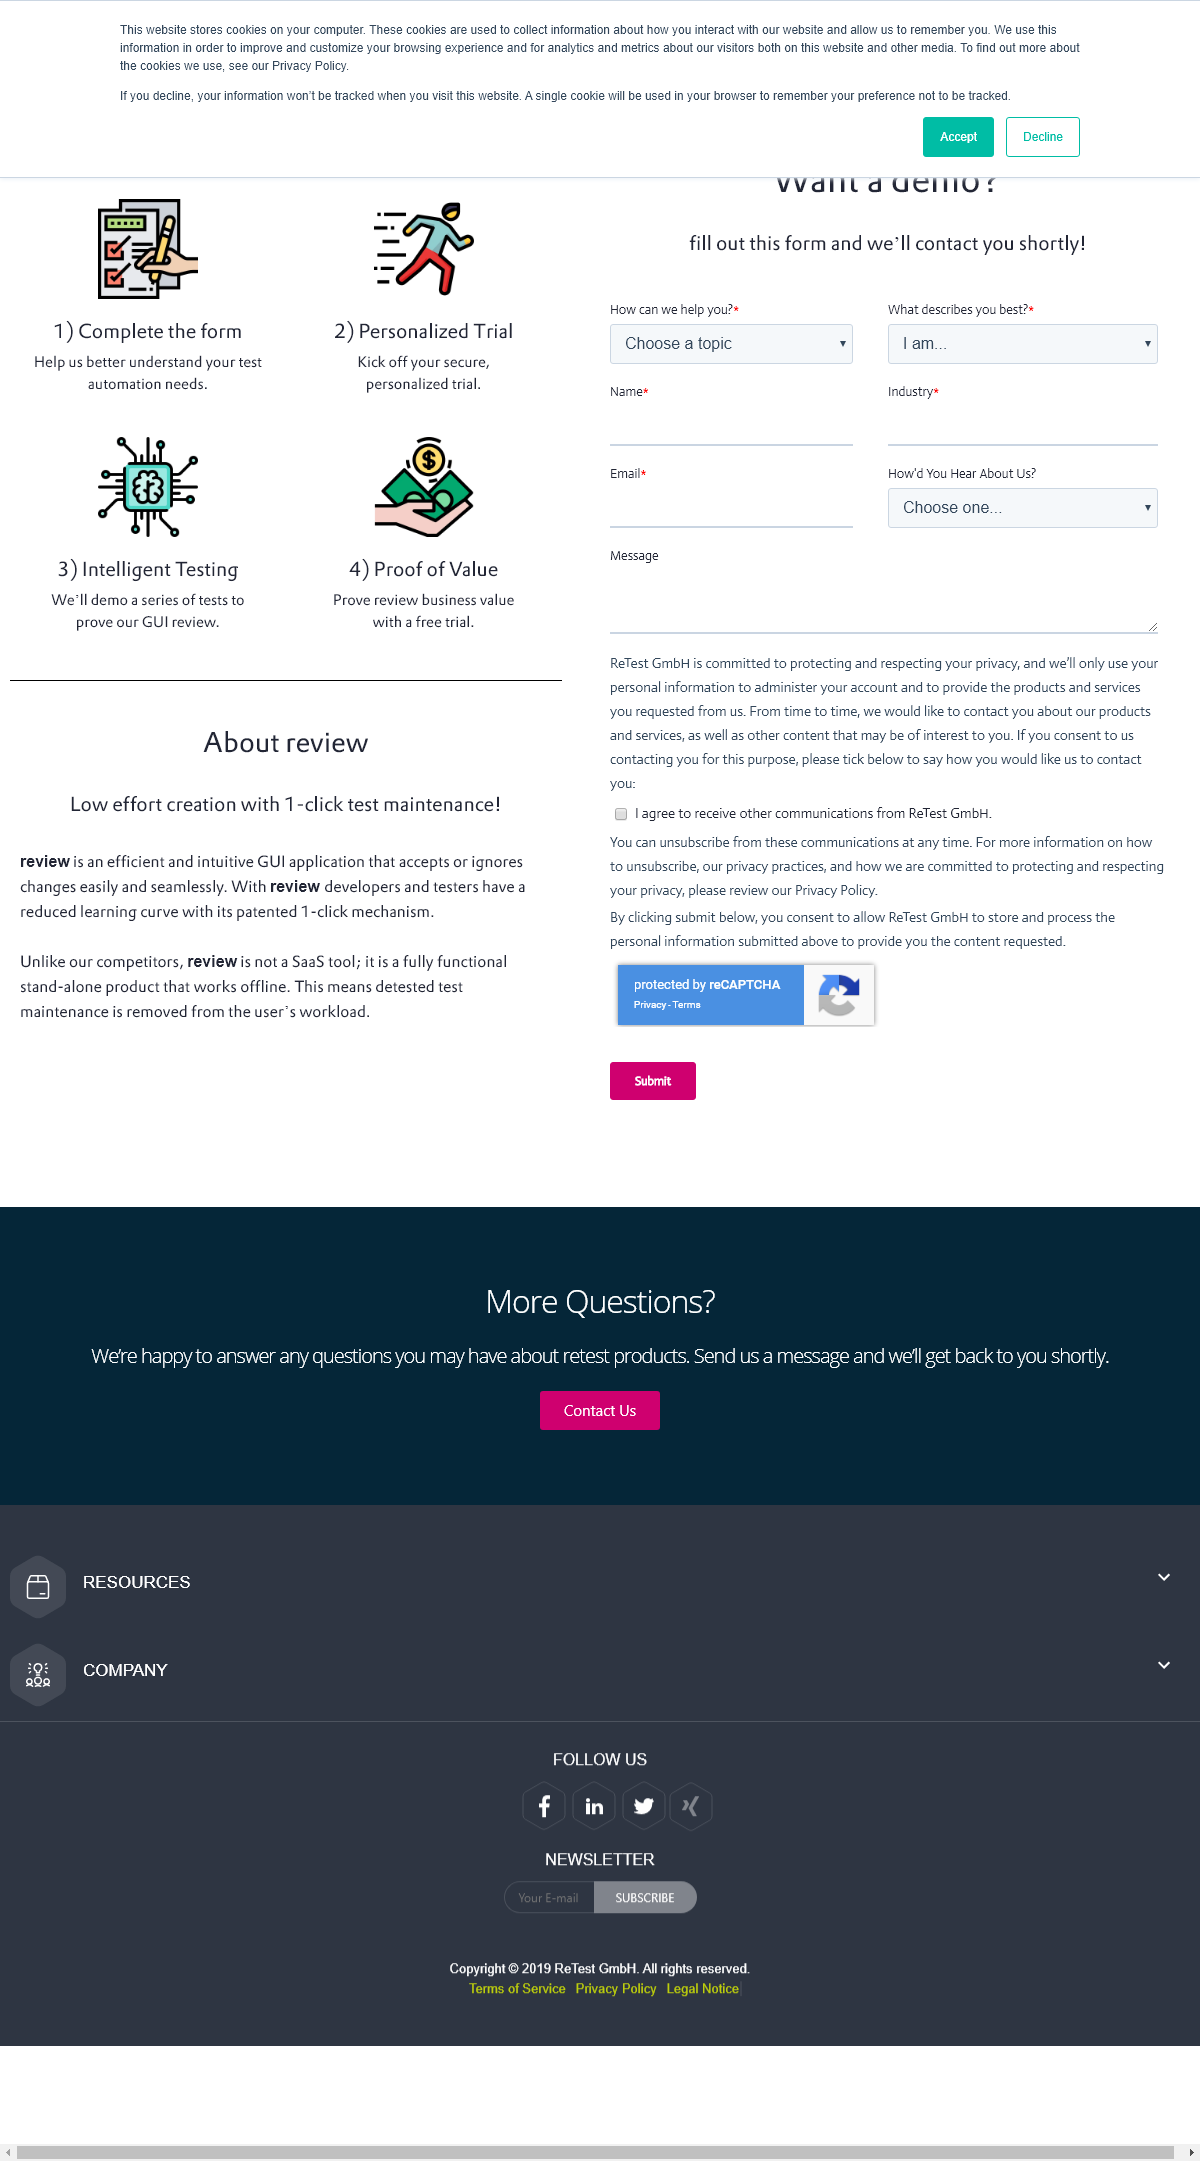 This website stores cookies on your computer. These cookies are used to collect information about how you interact with our website and allow us to remember you. We use this
information in order to improve and customize your browsing experience and for analytics and metrics about our visitors both on this website and other media. To find out more about
the cookies we use, see our Privacy Policy.
If you decline, your information won't be tracked when you visit this website. A single cookie will be used in your browser to remember your preference not to be tracked.
Accept
Decline
1) Complete the form
Help us better understand your test
automation needs.
2) Personalized Trial
Kick off your secure,
personalized trial.
3) Intelligent Testing
We'll demo a series of tests to
prove our GUI review.
4) Proof of Value
Prove review business value
with a free trial.
About review
Low effort creation with 1-click test maintenance!
review is an efficient and intuitive GUI application that accepts or ignores
changes easily and seamlessly. With review developers and testers have a
reduced learning curve with its patented 1-click mechanism.
Unlike our competitors, review is not a SaaS tool; it is a fully functional
stand-alone product that works offline. This means detested test
maintenance is removed from the user's workload.
Want a demo?
fill out this form and we'll contact you shortly!
How can we help you?*
Choose a topic
What describes you best?*
I am...
Name*
Industry*
Email*
How'd You Hear About Us?
Choose one...
Message
ReTest GmbH is committed to protecting and respecting your privacy, and we'll only use your
personal information to administer your account and to provide the products and services
you requested from us. From time to time, we would like to contact you about our products
and services, as well as other content that may be of interest to you. If you consent to us
contacting you for this purpose, please tick below to say how you would like us to contact
you:
I agree to receive other communications from ReTest GmbH.
You can unsubscribe from these communications at any time. For more information on how
to unsubscribe, our privacy practices, and how we are committed to protecting and respecting
your privacy, please review our Privacy Policy.
By clicking submit below, you consent to allow ReTest GmbH to store and process the
personal information submitted above to provide you the content requested.
protected by reCAPTCHA
Privacy - Terms
Submit
More Questions?
We're happy to answer any questions you may have about retest products. Send us a message and we'll get back to you shortly.
Contact Us
RESOURCES
COMPANY
FOLLOW US
NEWSLETTER
Your E-mail
SUBSCRIBE
Copyright © 2019 ReTest GmbH. All rights reserved.
Terms of Service Privacy Policy Legal Notice